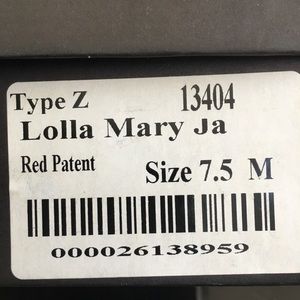 Type Z 13404
Lolla Mary Ja
Red Patent Size 7.5 M
000026138959